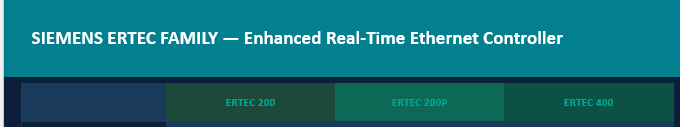 SIEMENS ERTEC FAMILY — Enhanced Real-Time Ethernet Controller
ERTEC 200 ERTEC 200P ERTEC 400